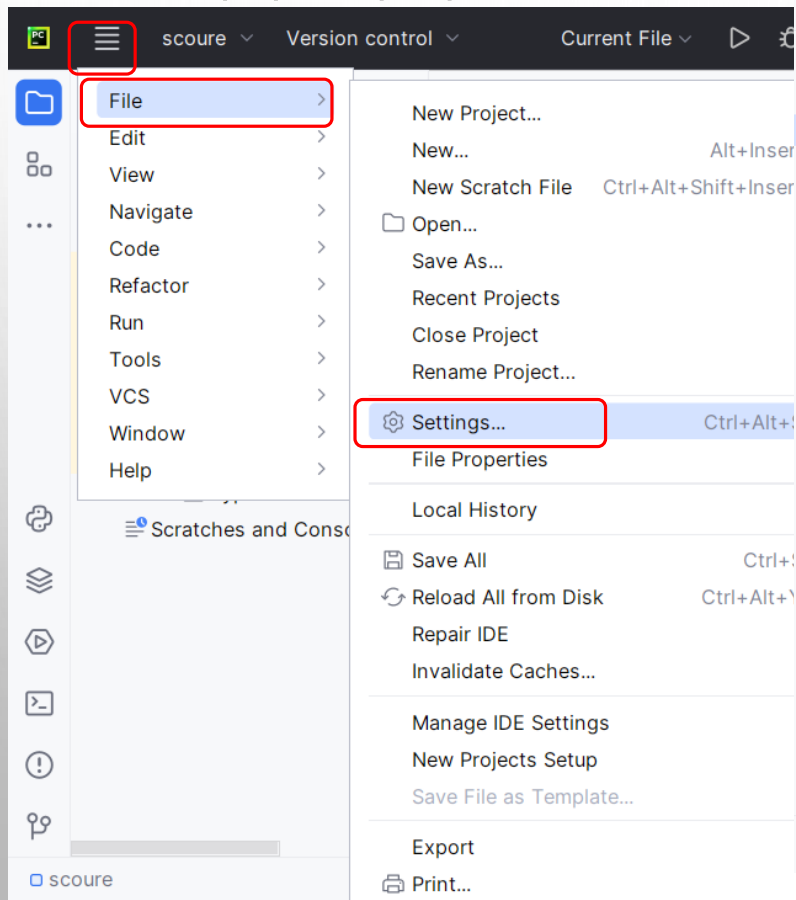 PC
scoure Version control Current File
File
Edit
View
Navigate
Code
Refactor
Run
Tools
VCS
Window
Help
New Project...
New... Alt+Inser
New Scratch File Ctrl+Alt+Shift+Inser
Open...
Save As...
Recent Projects
Close Project
Rename Project...
Settings... Ctrl+Alt+S
File Properties
Local History
Save All Ctrl+S
Reload All from Disk Ctrl+Alt+Y
Repair IDE
Invalidate Caches...
Manage IDE Settings
New Projects Setup
Save File as Template...
Export
Print...
Scratches and Conso
scoure